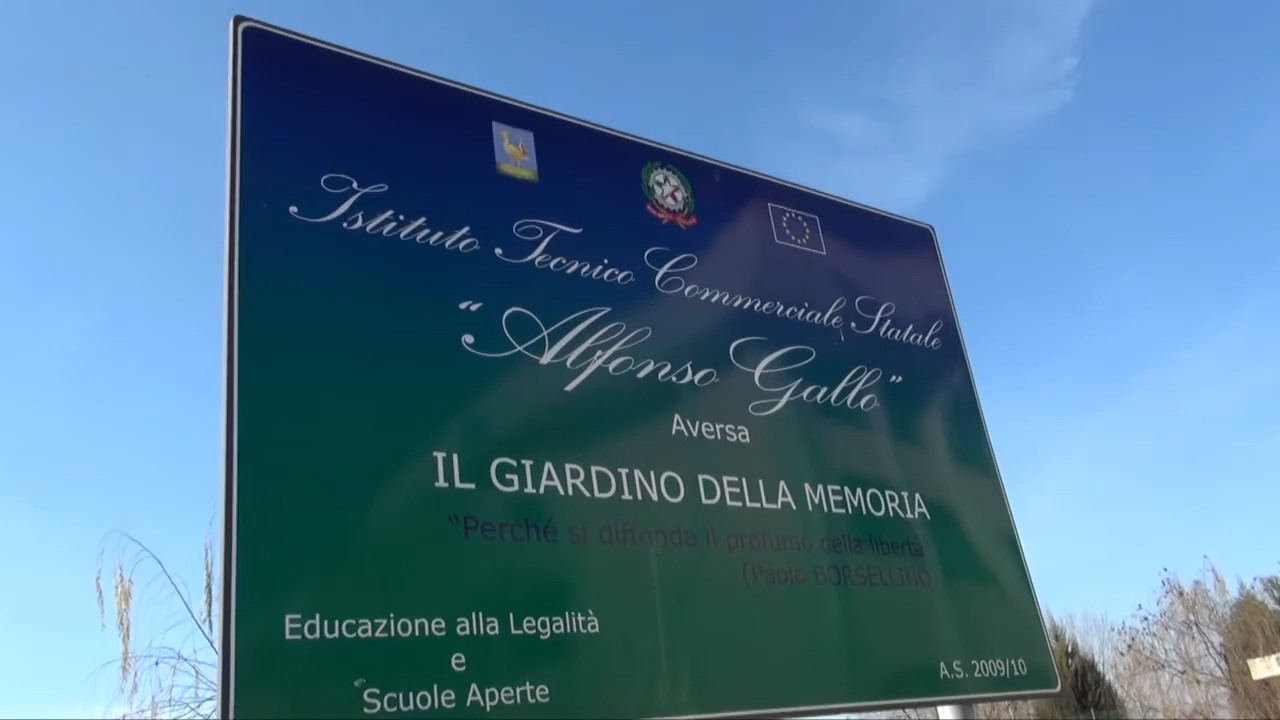 Istituto Tecnico Commerciale Statale
"Alfonso Gallo"
Aversa
IL GIARDINO DELLA MEMORIA
"Perché si diffonda il profumo della libertà"
(Paolo BORSELLINO
Educazione alla Legalità
e
Scuole Aperte
A.S. 2009/10